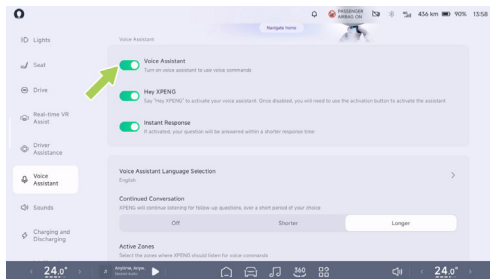 PASSENGER
AIRBAG ON
436 km
90%
13:58
Navigate home
Lights
Seat
Drive
Real-time VR
Assist
Driver
Assistance
Voice
Assistant
Sounds
Charging and
Discharging
Voice Assistant
Voice Assistant
Turn on voice assistant to use voice commands
Hey XPENG
Say "Hey XPENG" to activate your voice assistant. Once disabled, you will need to use the activation button to activate the assistant
Instant Response
If activated, your question will be answered within a shorter response time
Voice Assistant Language Selection
English
Continued Conversation
XPENG will continue listening for follow-up questions, over a short period of your choice
Off
Shorter
Longer
Active Zones
Select the zones where XPENG should listen for voice commands
24.0°
Anytime, Anyw.
360
24.0°